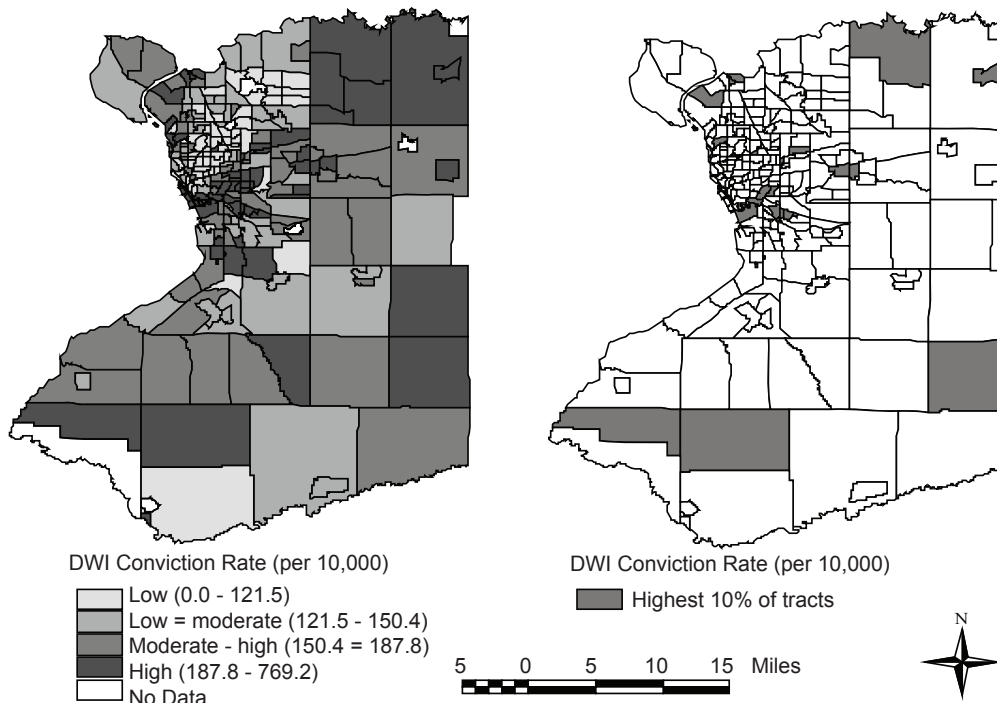 DWI Conviction Rate (per 10,000)
Low (0.0 - 121.5)
Low = moderate (121.5 - 150.4)
Moderate - high (150.4 = 187.8)
High (187.8 - 769.2)
No Data
DWI Conviction Rate (per 10,000)
Highest 10% of tracts
5 0 5 10 15 Miles
N